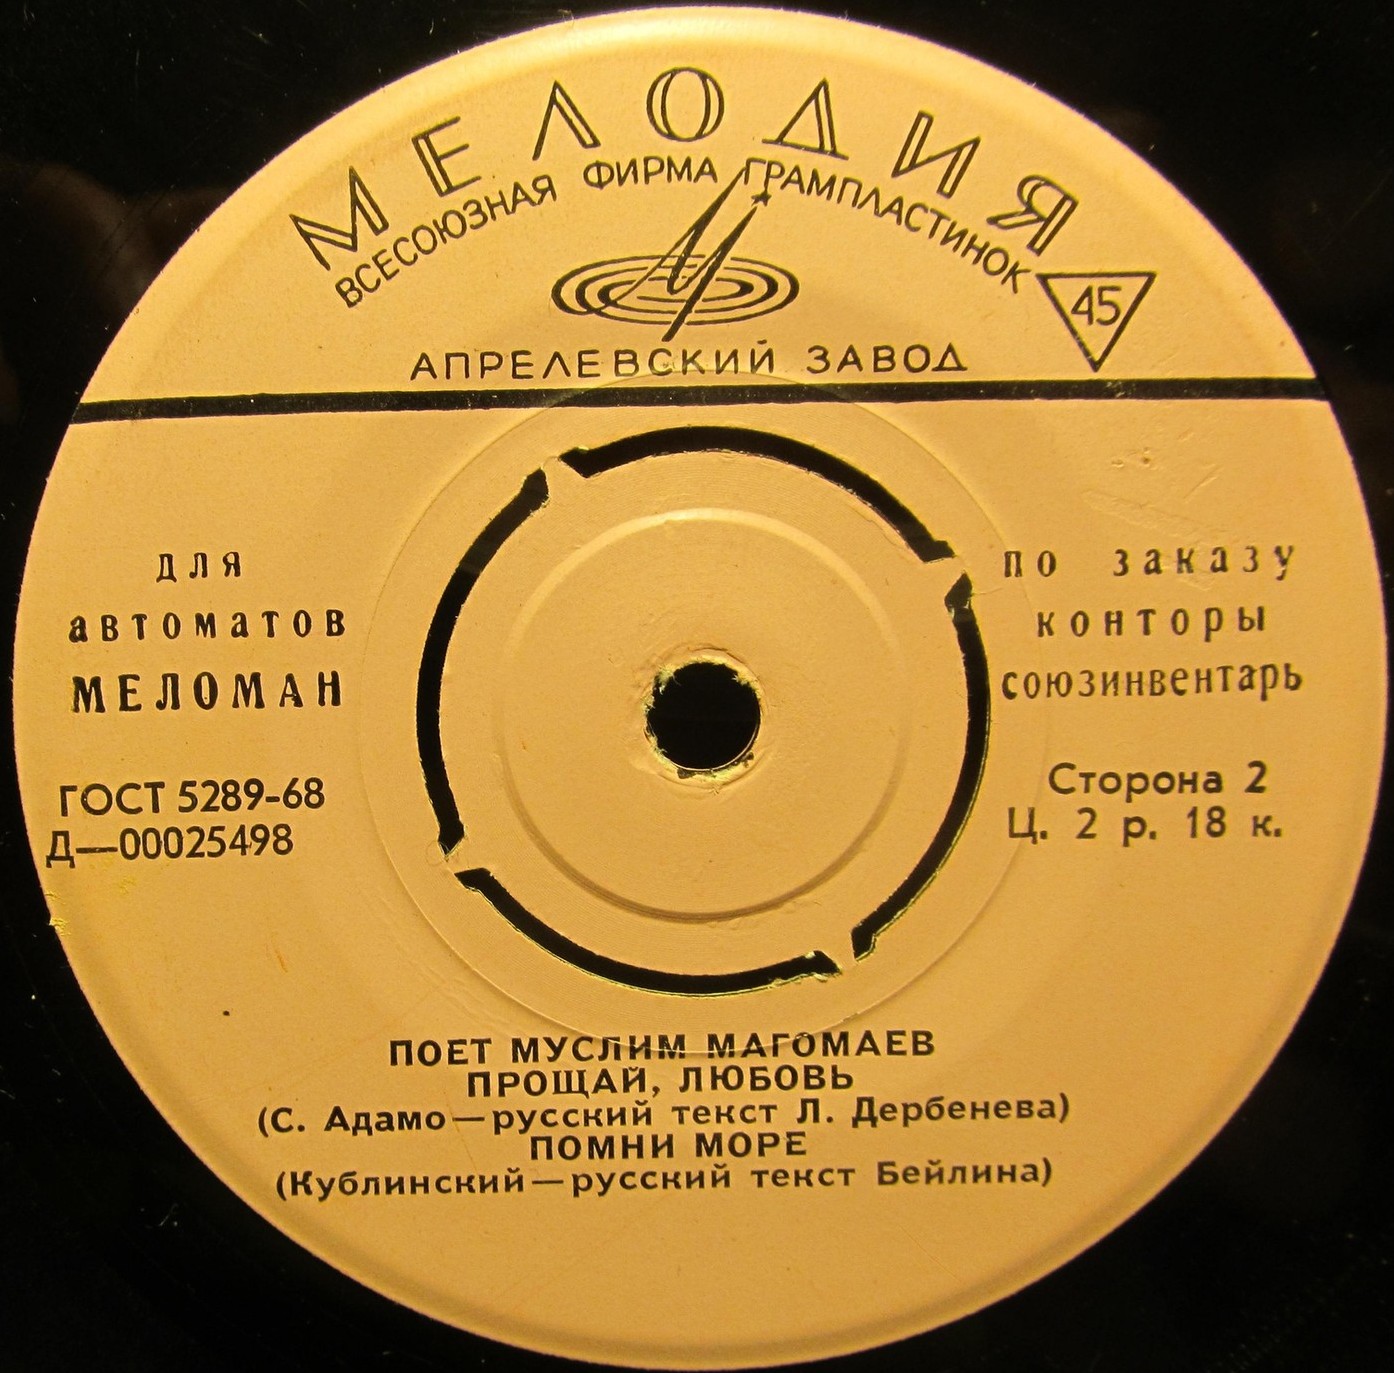 МЕЛОДИЯ
ВСЕСОЮЗНАЯ ФИРМА ГРАМПЛАСТИНОК
45
АПРЕЛЕВСКИЙ ЗАВОД
для
автоматов
МЕЛОМАН
по заказу
конторы
союзинвентарь
ГОСТ 5289-68
Д—00025498
Сторона 2
Ц. 2 р. 18 к.
ПОЕТ МУСЛИМ МАГОМАЕВ
ПРОЩАЙ, ЛЮБОВЬ
(С. Адамо—русский текст Л. Дербенева)
ПОМНИ МОРЕ
(Кублинский—русский текст Бейлина)